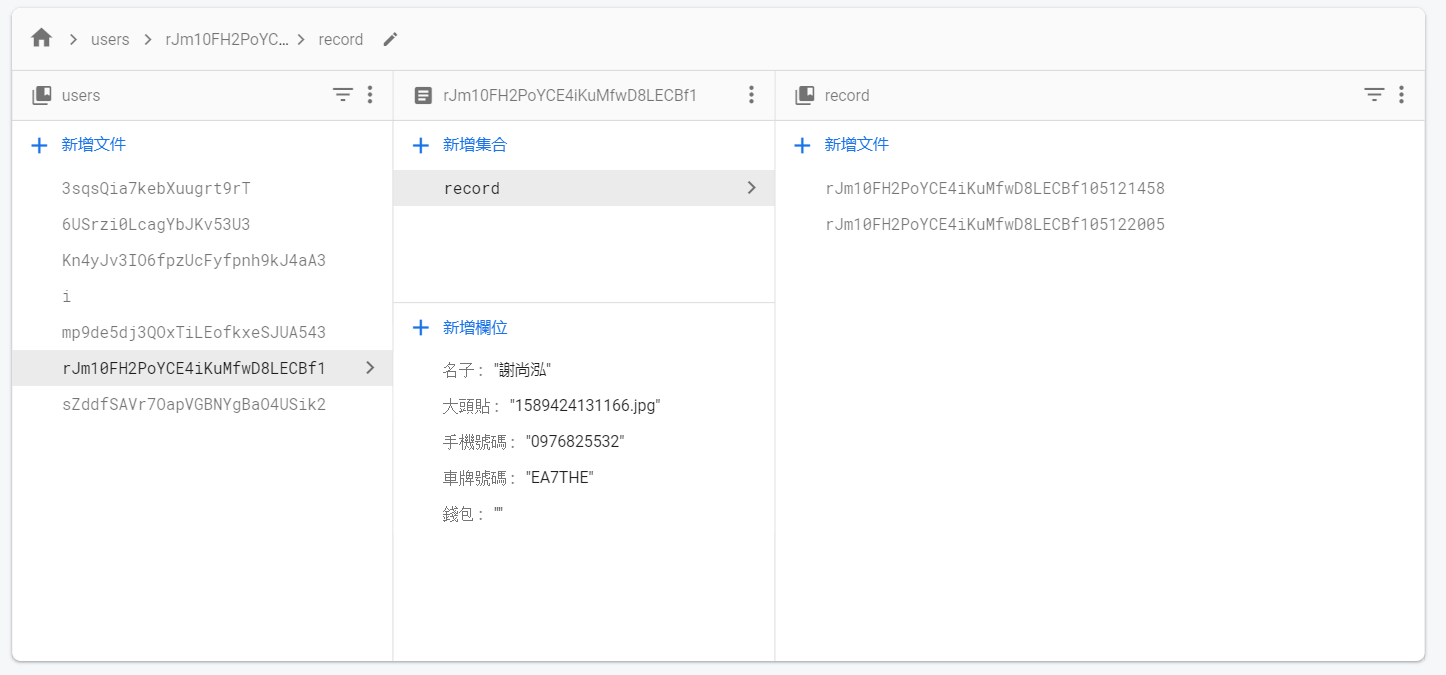 users
rJm10FH2PoYC...
record
users
rJm10FH2PoYCE4iKuMfwD8LECBf1
record
新增文件
新增集合
新增文件
3sqsQia7kebXuugrt9rT
6USrzi0LcagYbJKv53U3
Kn4yJv3IO6fpzUcFyfpnh9kJ4aA3
i
mp9de5dj3QOxTiLEofkxeSJUA543
rJm10FH2PoYCE4iKuMfwD8LECBf1
sZddfSAVr7OapVGBNYgBaO4USik2
record
新增欄位
名子： "謝尚泓"
大頭貼： "1589424131166.jpg"
手機號碼： "0976825532"
車牌號碼： "EA7THE"
錢包： ""
rJm10FH2PoYCE4iKuMfwD8LECBf105121458
rJm10FH2PoYCE4iKuMfwD8LECBf105122005